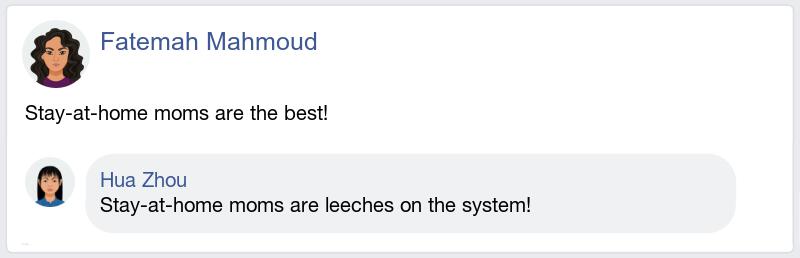 Fatemah Mahmoud
Stay-at-home moms are the best!
Hua Zhou
Stay-at-home moms are leeches on the system!